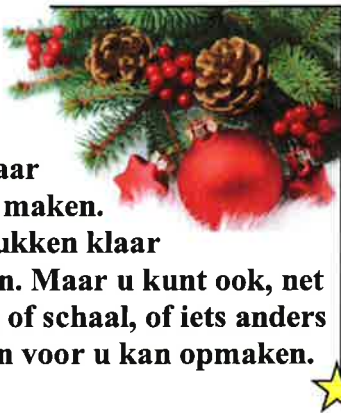 aar
maken.
ukken klaar
n. Maar u kunt ook, net
of schaal, of iets anders
n voor u kan opmaken.